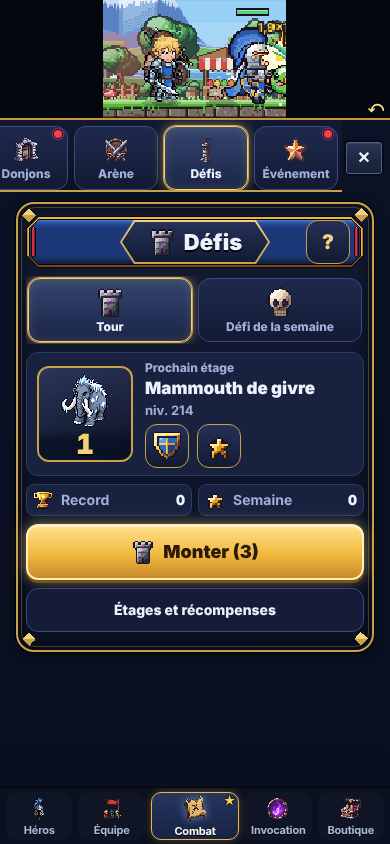 Donjons
Arène
Défis
Événement
×
Défis
?
Tour
Défi de la semaine
Prochain étage
Mammouth de givre
niv. 214
1
Record 0
Semaine 0
Monter (3)
Étages et récompenses
Héros
Équipe
Combat
Invocation
Boutique